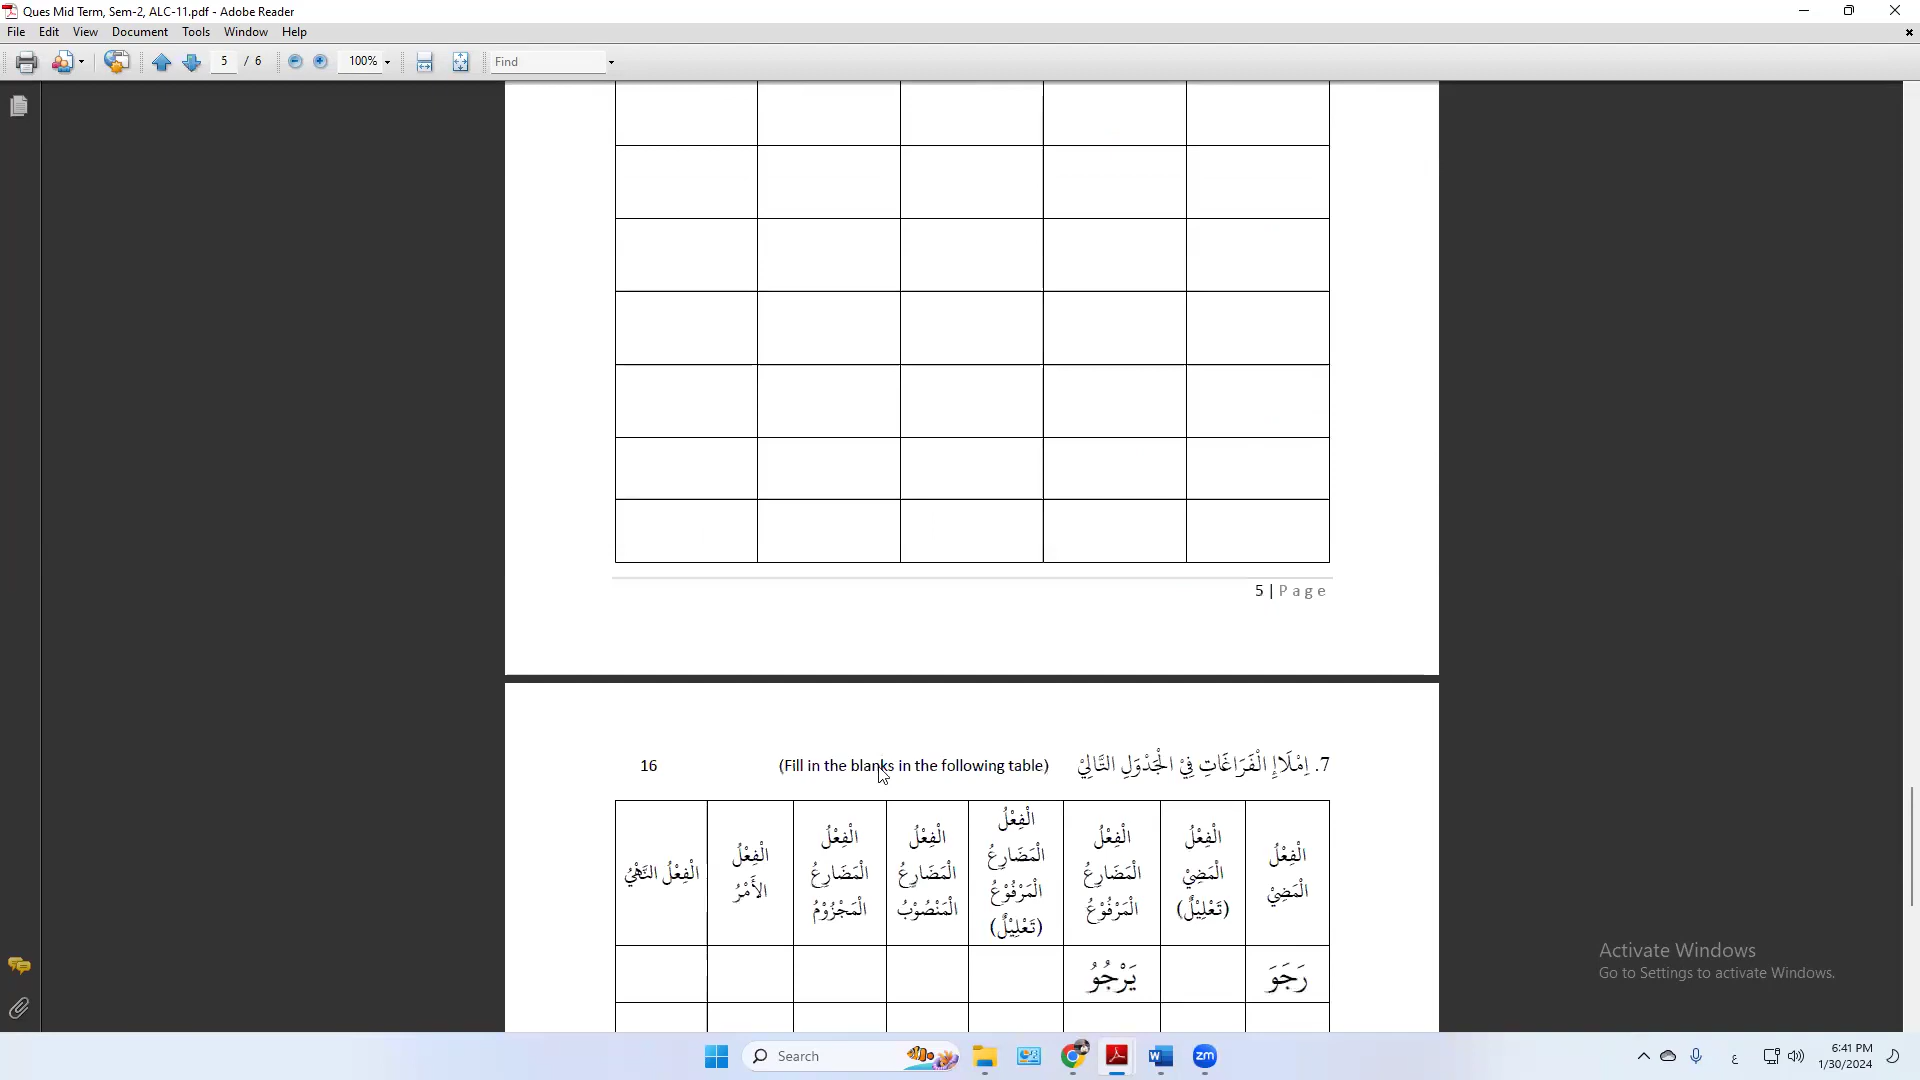 Ques Mid Term, Sem-2, ALC-11.pdf - Adobe Reader
File Edit View Document Tools Window Help
5 / 6 100% Find
5 | Page
7. اِمْلَاإِ الْفَرَاغَاتِ فِيْ الْجَدْوَلِ التَّالِيْ (Fill in the blanks in the following table) 16
الْفِعْلُ الْمَضِيْ
الْفِعْلُ الْمَضِيْ (تَعْلِيْلٌ)
الْفِعْلُ الْمَضَارِعُ الْمَرْفُوْعُ
الْفِعْلُ الْمَضَارِعُ الْمَرْفُوْعُ (تَعْلِيْلٌ)
الْفِعْلُ الْمَضَارِعُ الْمَنْصُوْبُ
الْفِعْلُ الْمَضَارِعُ الْمَجْزُوْمُ
الْفِعْلُ الأَمْرُ
الْفِعْلُ النَّهْيُ
رَجَوَ يَرْجُوُ
Activate Windows
Go to Settings to activate Windows.
Search
zm
ع
6:41 PM
1/30/2024